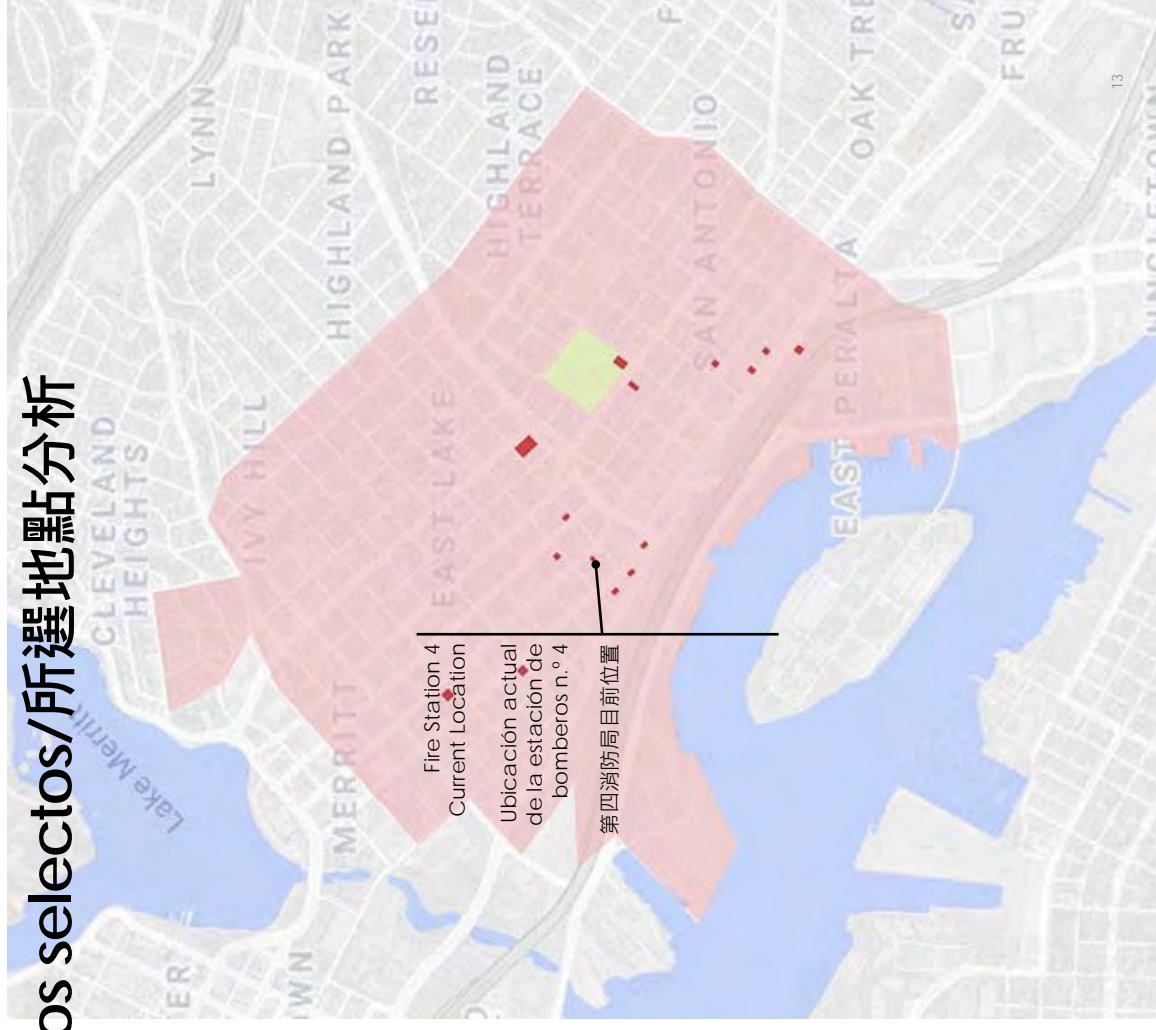 os selectos/所選地點分析
CLEVELAND
HEIGHTS
LYNN
HIGHLAND PARK
HIGHLAND
TERRACE
IVY HILL
EAST LAKE
SAN ANTONIO
OAK TRE
FRU
Lake Merritt
MERRITT
EAST PERALTA
Fire Station 4
Current Location
Ubicación actual
de la estación de
bomberos n.º 4
第四消防局目前位置
13